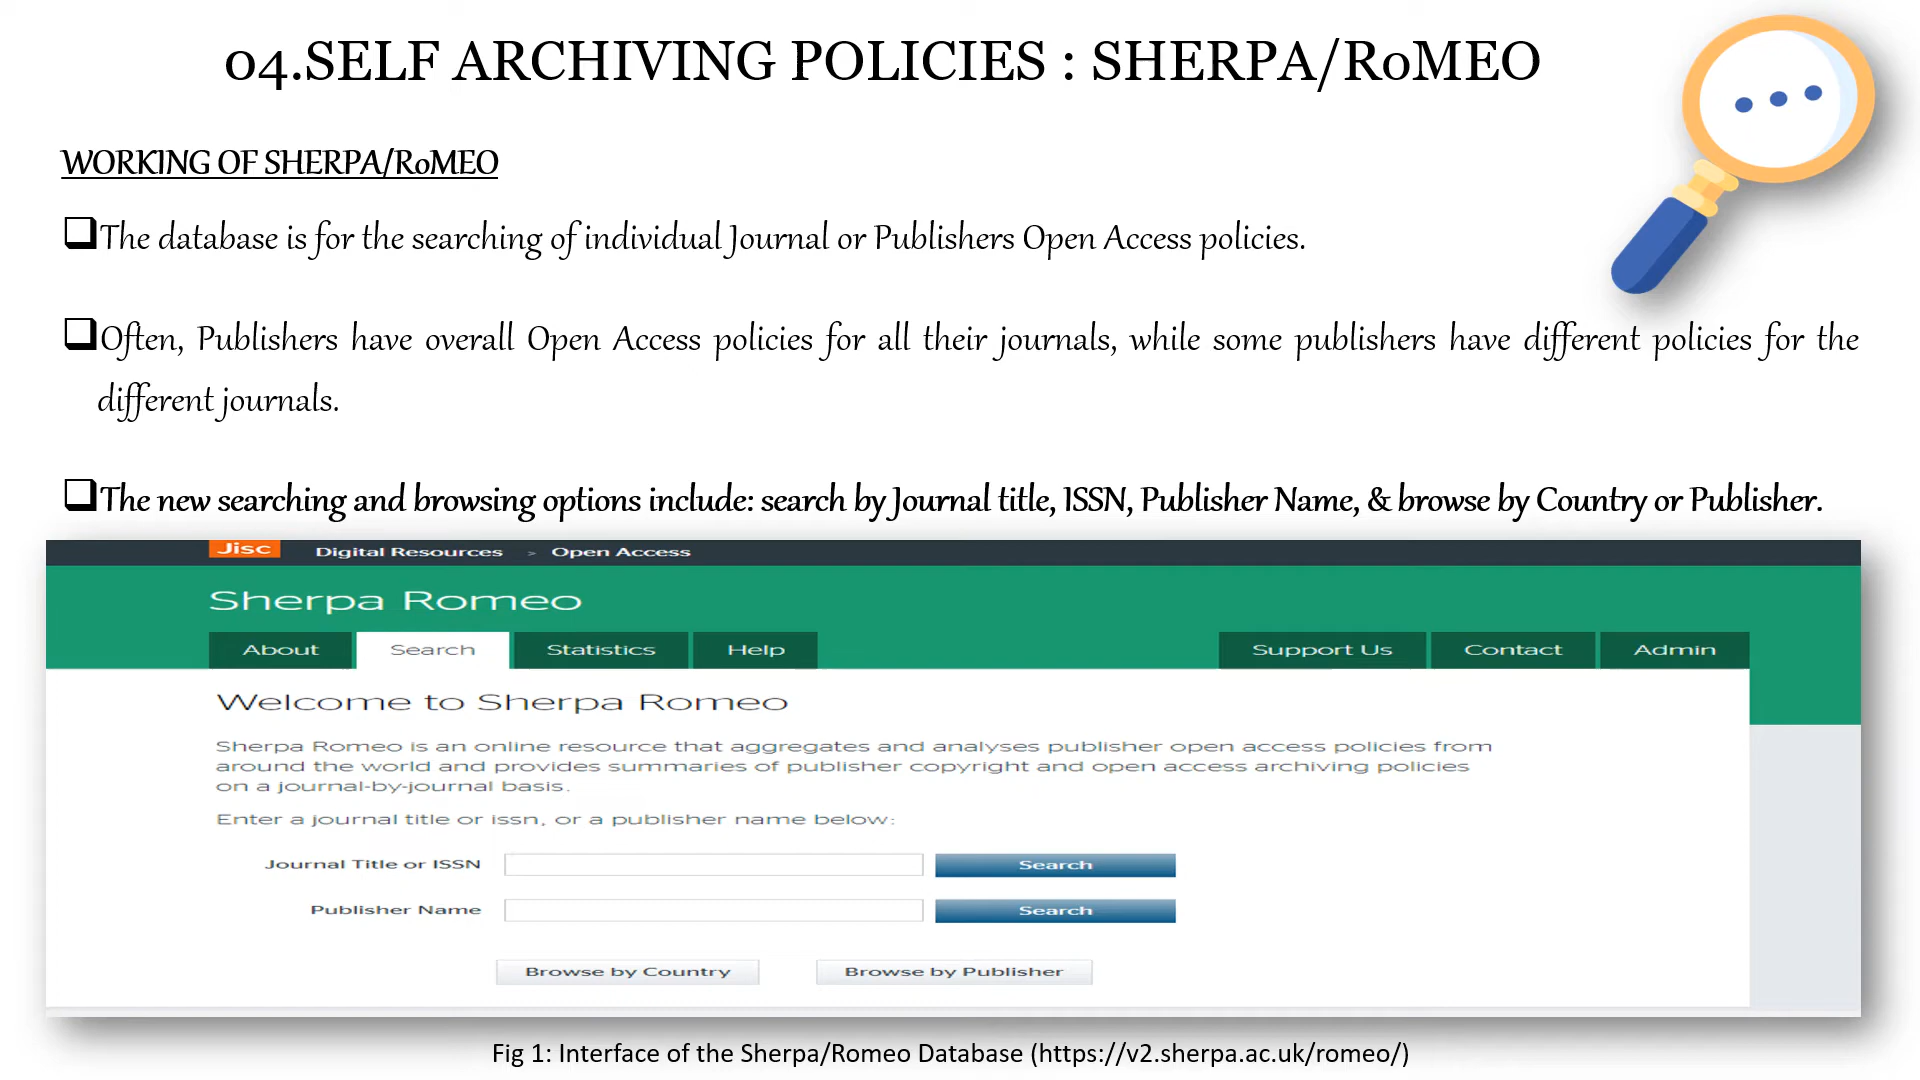 04.SELF ARCHIVING POLICIES : SHERPA/RoMEO
WORKING OF SHERPA/RoMEO
The database is for the searching of individual Journal or Publishers Open Access policies.
Often, Publishers have overall Open Access policies for all their journals, while some publishers have different policies for the
different journals.
The new searching and browsing options include: search by Journal title, ISSN, Publisher Name, & browse by Country or Publisher.
Jisc Digital Resources > Open Access
Sherpa Romeo
About Search Statistics Help Support Us Contact Admin
Welcome to Sherpa Romeo
Sherpa Romeo is an online resource that aggregates and analyses publisher open access policies from
around the world and provides summaries of publisher copyright and open access archiving policies
on a journal-by-journal basis.
Enter a journal title or issn, or a publisher name below:
Journal Title or ISSN Search
Publisher Name Search
Browse by Country Browse by Publisher
Fig 1: Interface of the Sherpa/Romeo Database (https://v2.sherpa.ac.uk/romeo/)